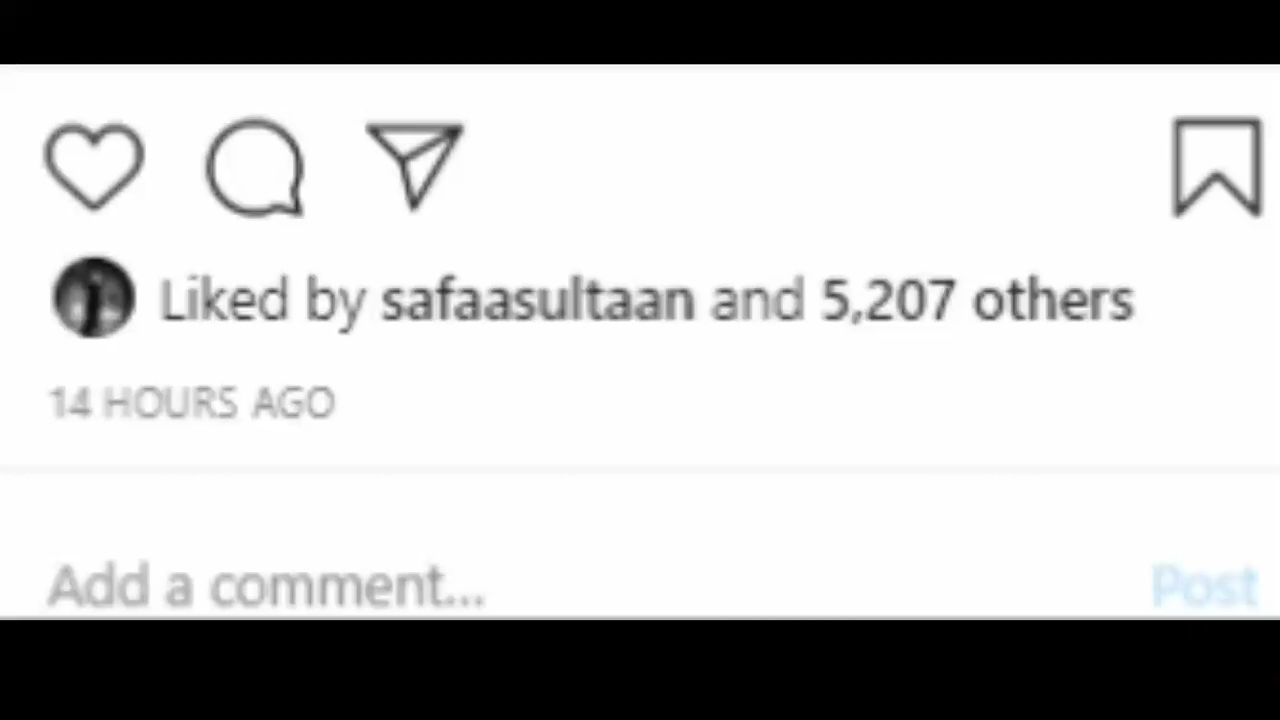 Liked by safaasultaan and 5,207 others
14 HOURS AGO
Add a comment...
Post